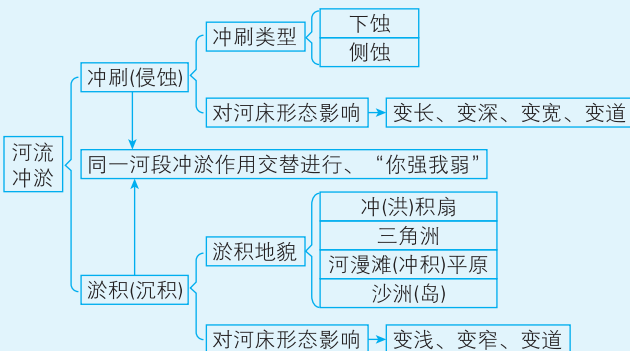 下蚀
冲刷类型
侧蚀
冲刷(侵蚀)
对河床形态影响
变长、变深、变宽、变道
河流
冲淤
同一河段冲淤作用交替进行、“你强我弱”
冲(洪)积扇
三角洲
淤积地貌
河漫滩(冲积)平原
沙洲(岛)
淤积(沉积)
对河床形态影响
变浅、变窄、变道